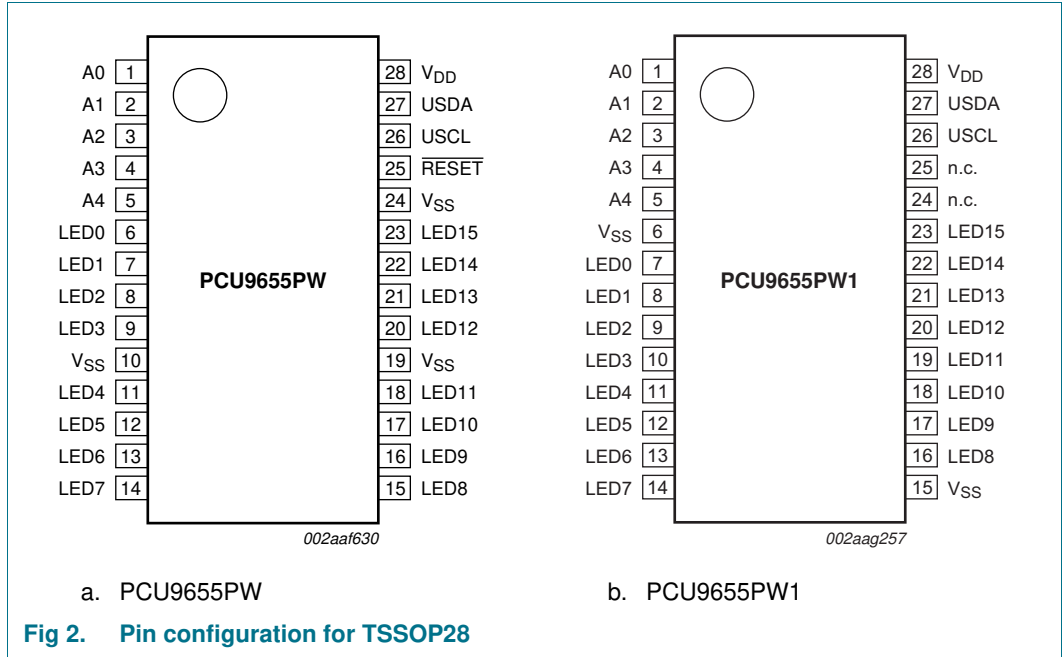 A0 1 28 VDD
A1 2 27 USDA
A2 3 26 USCL
A3 4 25 RESET
A4 5 24 VSS
LED0 6 23 LED15
LED1 7 22 LED14
PCU9655PW
LED2 8 21 LED13
LED3 9 20 LED12
VSS 10 19 VSS
LED4 11 18 LED11
LED5 12 17 LED10
LED6 13 16 LED9
LED7 14 15 LED8
002aaf630
a. PCU9655PW
A0 1 28 VDD
A1 2 27 USDA
A2 3 26 USCL
A3 4 25 n.c.
A4 5 24 n.c.
VSS 6 23 LED15
LED0 7 22 LED14
PCU9655PW1
LED1 8 21 LED13
LED2 9 20 LED12
LED3 10 19 LED11
LED4 11 18 LED10
LED5 12 17 LED9
LED6 13 16 LED8
LED7 14 15 VSS
002aag257
b. PCU9655PW1
Fig 2. Pin configuration for TSSOP28